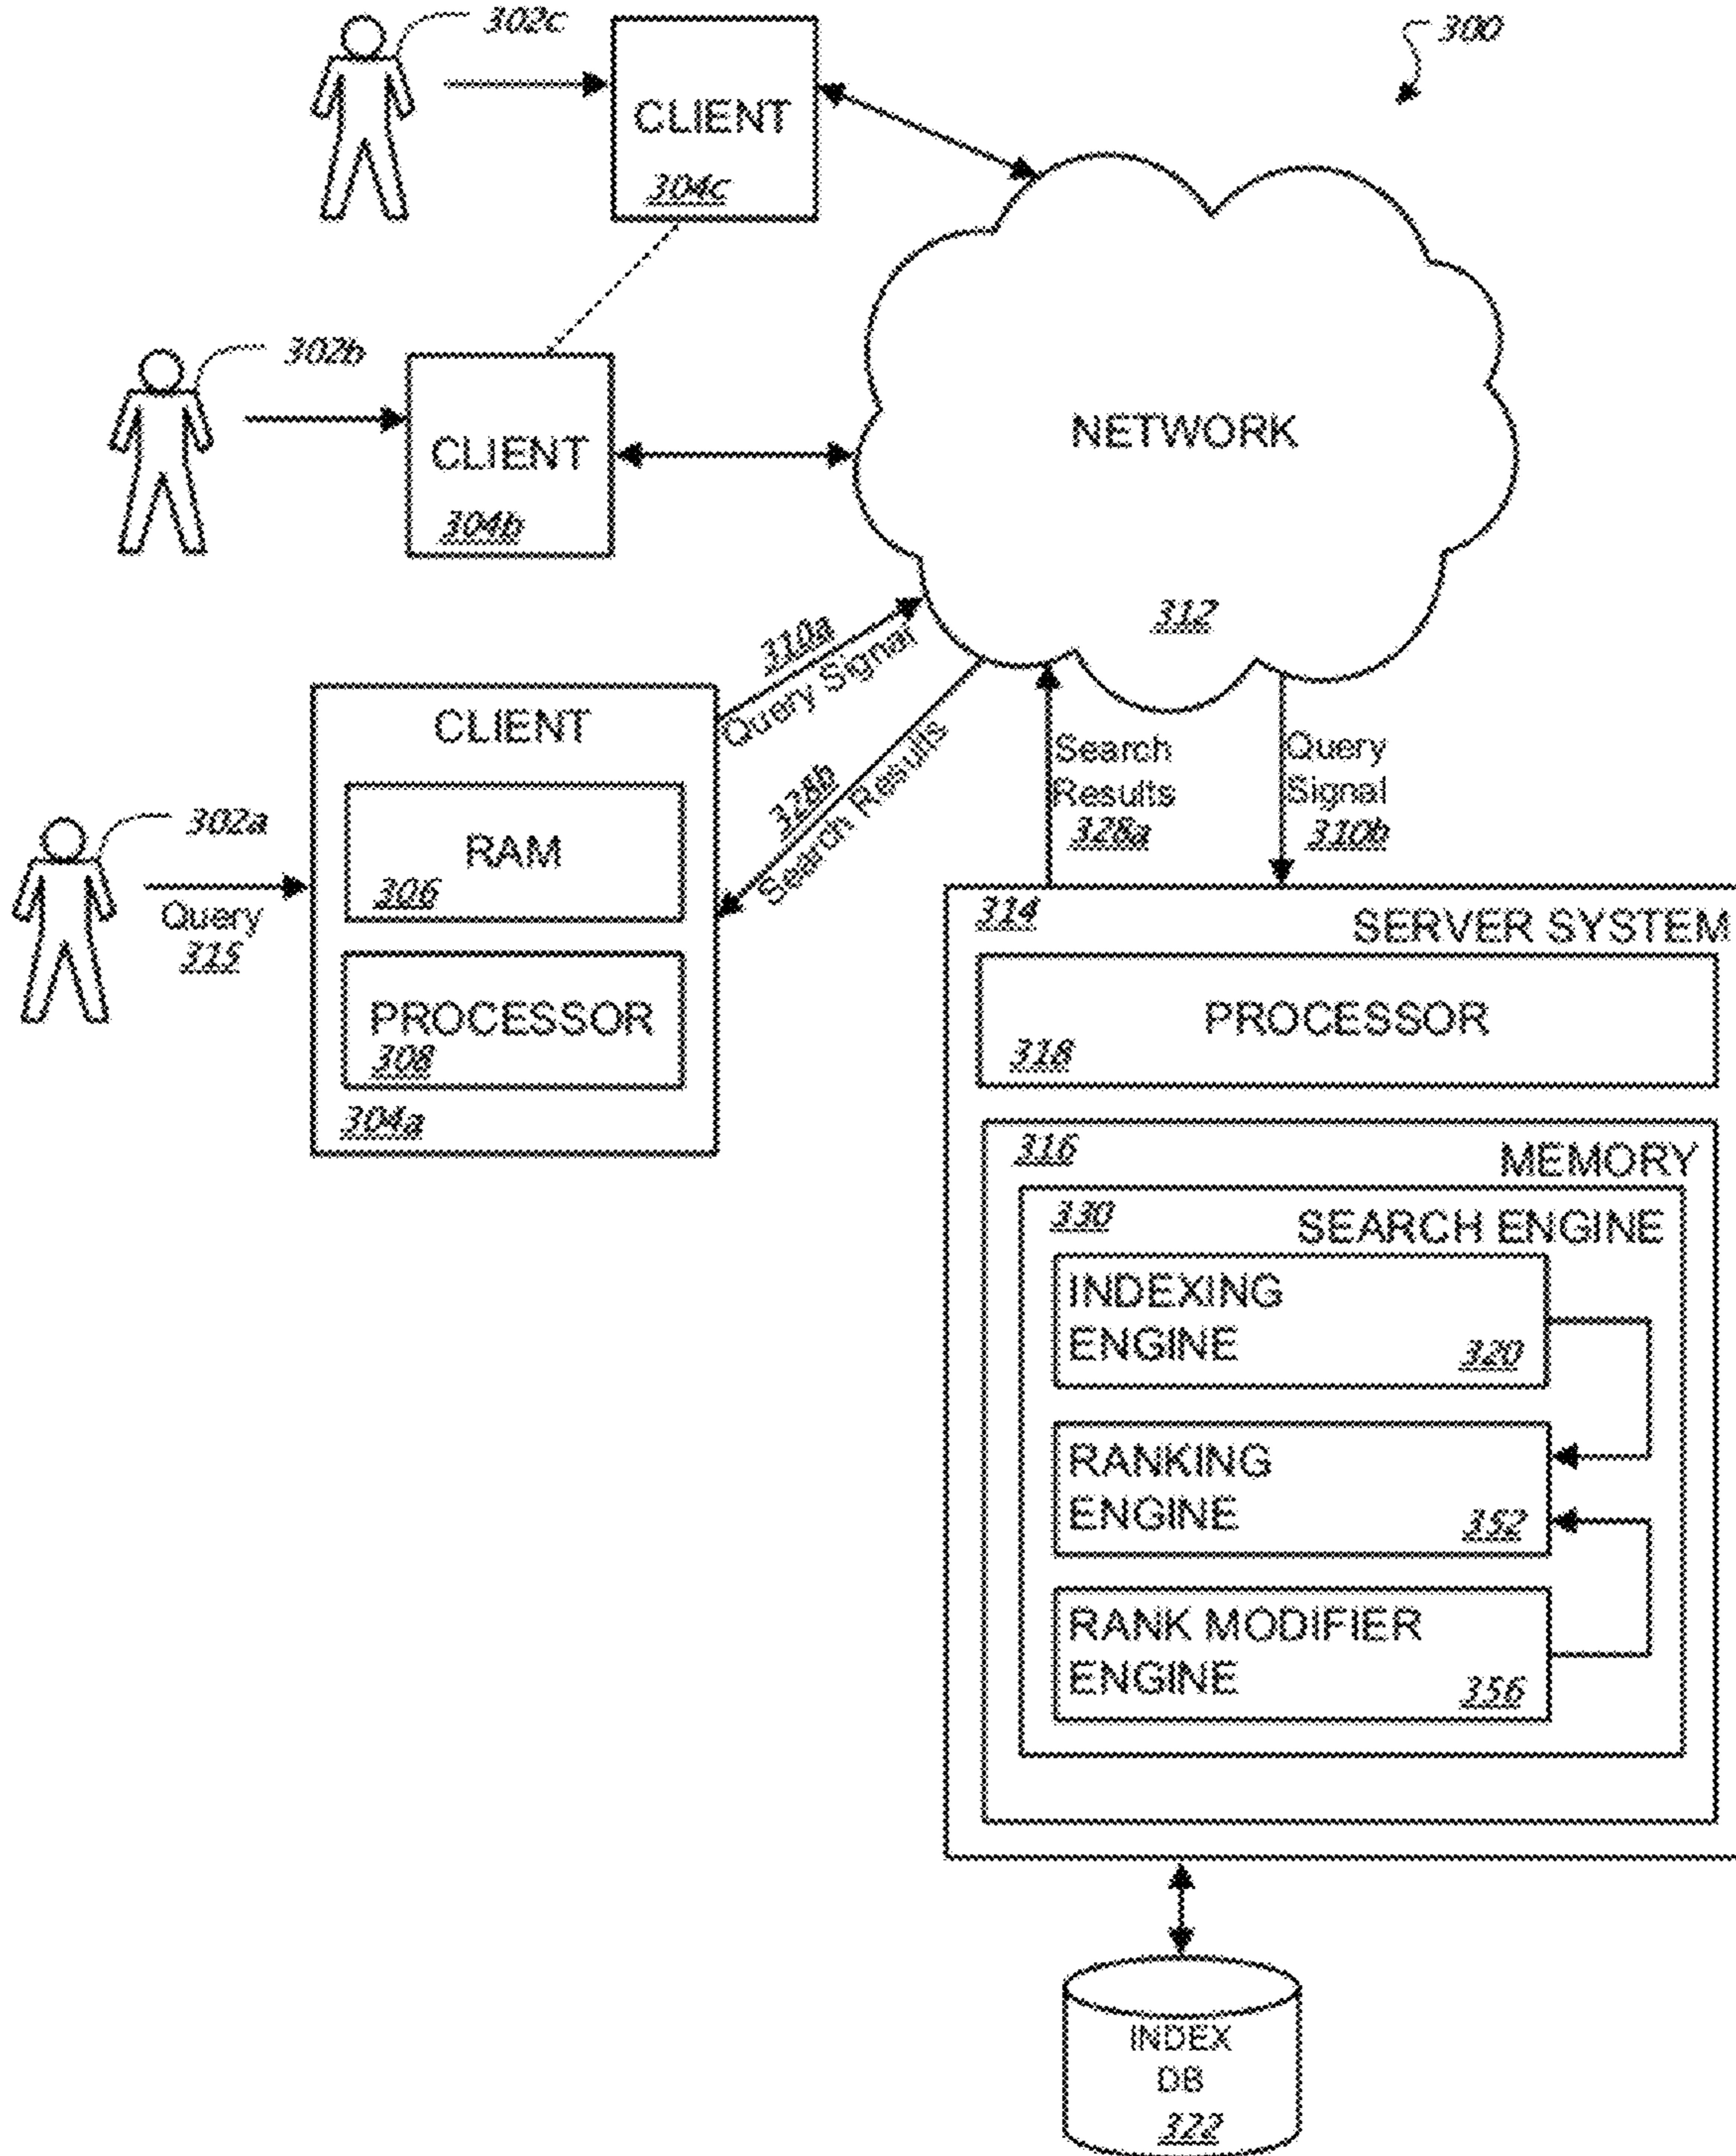 302c
300
CLIENT
304c
302b
CLIENT
304b
NETWORK
312
310a
Query Signal
328b
Search Results
Search
Results
328a
Query
Signal
310b
CLIENT
RAM
306
PROCESSOR
308
304a
302a
Query
315
314
SERVER SYSTEM
PROCESSOR
318
316
MEMORY
330
SEARCH ENGINE
INDEXING
ENGINE 320
RANKING
ENGINE 352
RANK MODIFIER
ENGINE 356
INDEX
DB
322